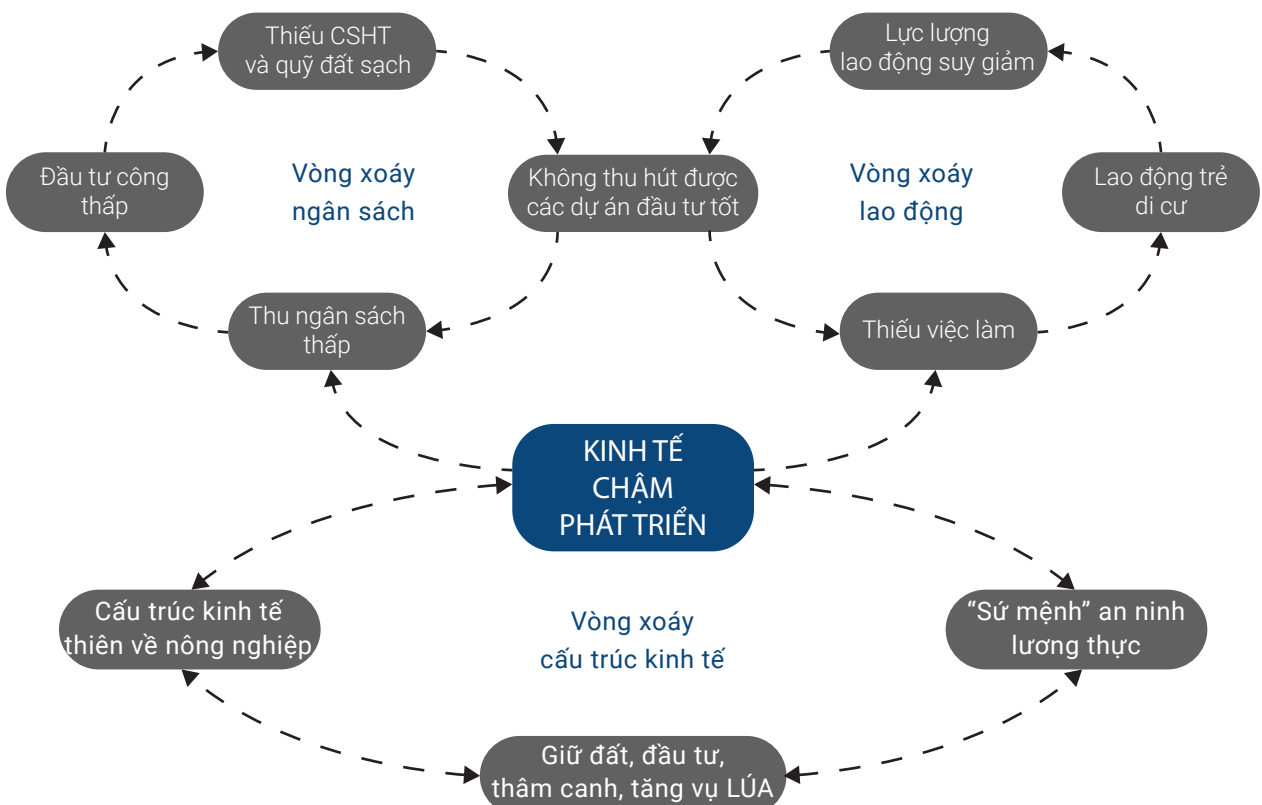 Thiếu CSHT
và quỹ đất sạch
Lực lượng
lao động suy giảm
Đầu tư công
thấp
Vòng xoáy
ngân sách
Không thu hút được
các dự án đầu tư tốt
Vòng xoáy
lao động
Lao động trẻ
di cư
Thu ngân sách
thấp
Thiếu việc làm
KINH TẾ
CHẬM
PHÁT TRIỂN
Cấu trúc kinh tế
thiên về nông nghiệp
Vòng xoáy
cấu trúc kinh tế
“Sứ mệnh” an ninh
lương thực
Giữ đất, đầu tư,
thâm canh, tăng vụ LÚA